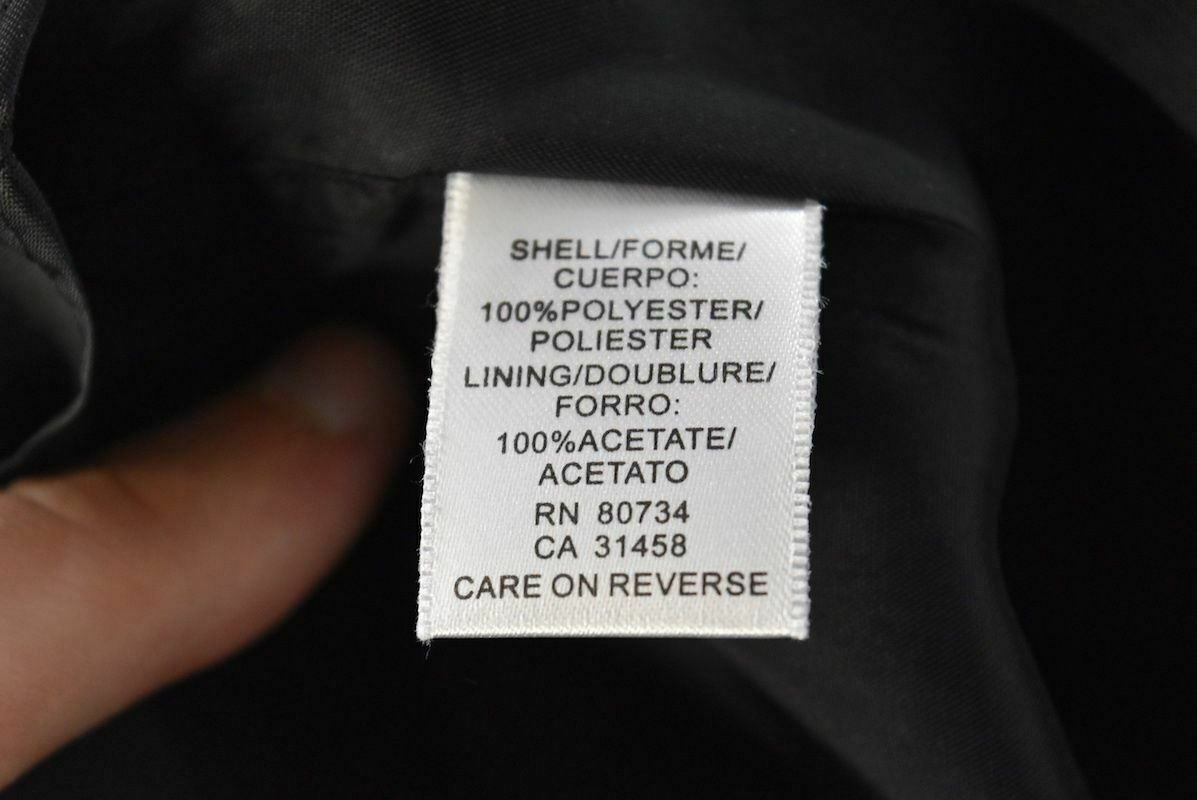 SHELL/FORME/
CUERPO:
100%POLYESTER/
POLIESTER
LINING/DOUBLURE/
FORRO:
100%ACETATE/
ACETATO
RN 80734
CA 31458
CARE ON REVERSE